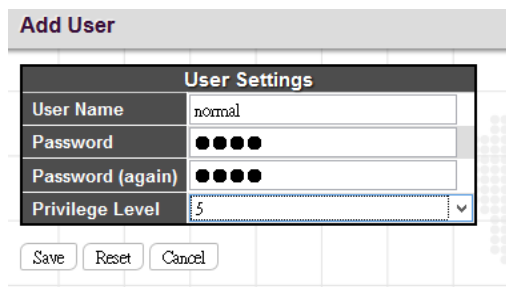 Add User
User Settings
User Name normal
Password ●●●●
Password (again) ●●●●
Privilege Level 5
Save Reset Cancel